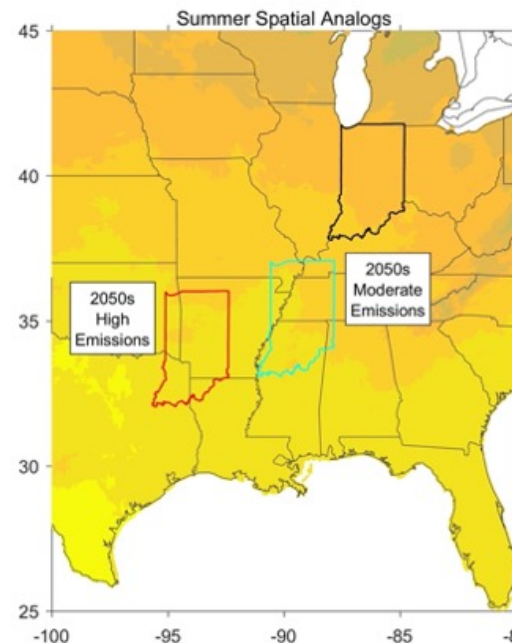 Summer Spatial Analogs
45
40
2050s
Moderate
Emissions
2050s
High
Emissions
35
30
25
-100
-95
-90
-85